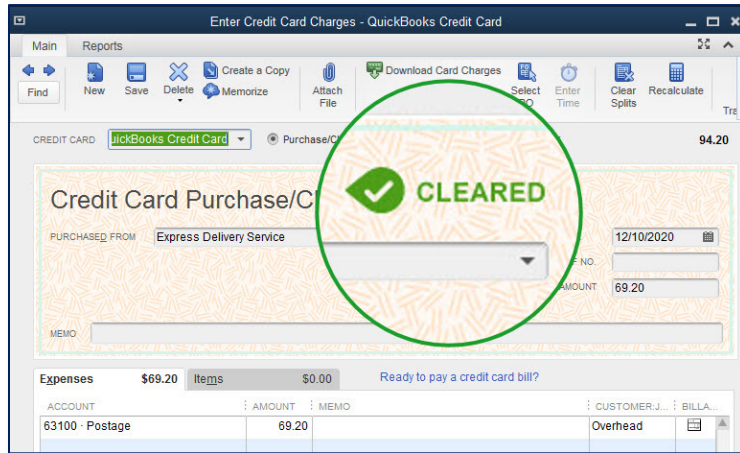 Enter Credit Card Charges - QuickBooks Credit Card
Main Reports
Find New Save Delete Create a Copy Memorize Attach File Download Card Charges Select Enter Time Clear Splits Recalculate
CREDIT CARD QuickBooks Credit Card 94.20
CLEARED
Credit Card Purchase/
PURCHASED FROM Express Delivery Service 12/10/2020
NO.
AMOUNT 69.20
MEMO
Expenses $69.20 Items $0.00 Ready to pay a credit card bill?
ACCOUNT AMOUNT MEMO CUSTOMER:J... BILLA...
63100 · Postage 69.20 Overhead